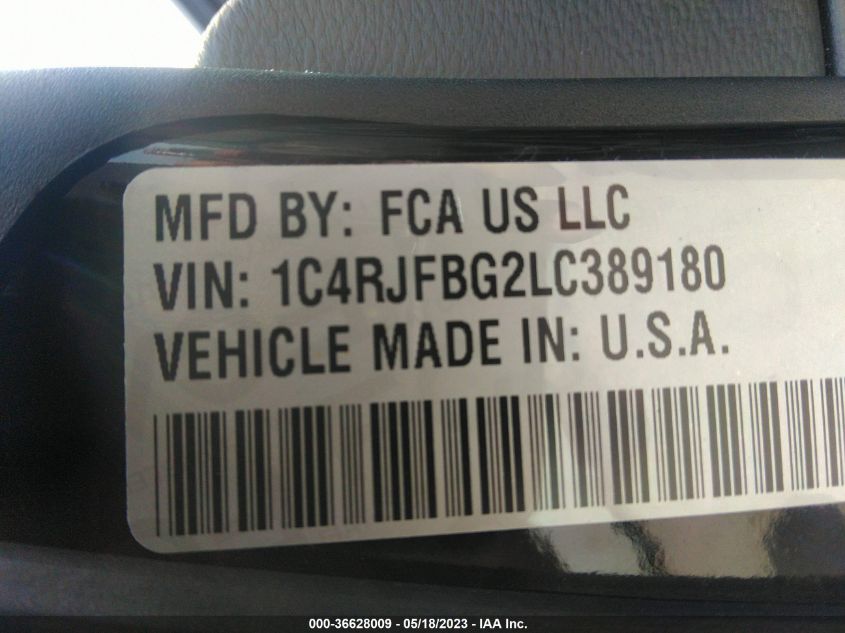 MFD BY: FCA US LLC
VIN: 1C4RJFBG2LC389180
VEHICLE MADE IN: U.S.A.
000-36628009 - 05/18/2023 - IAA Inc.